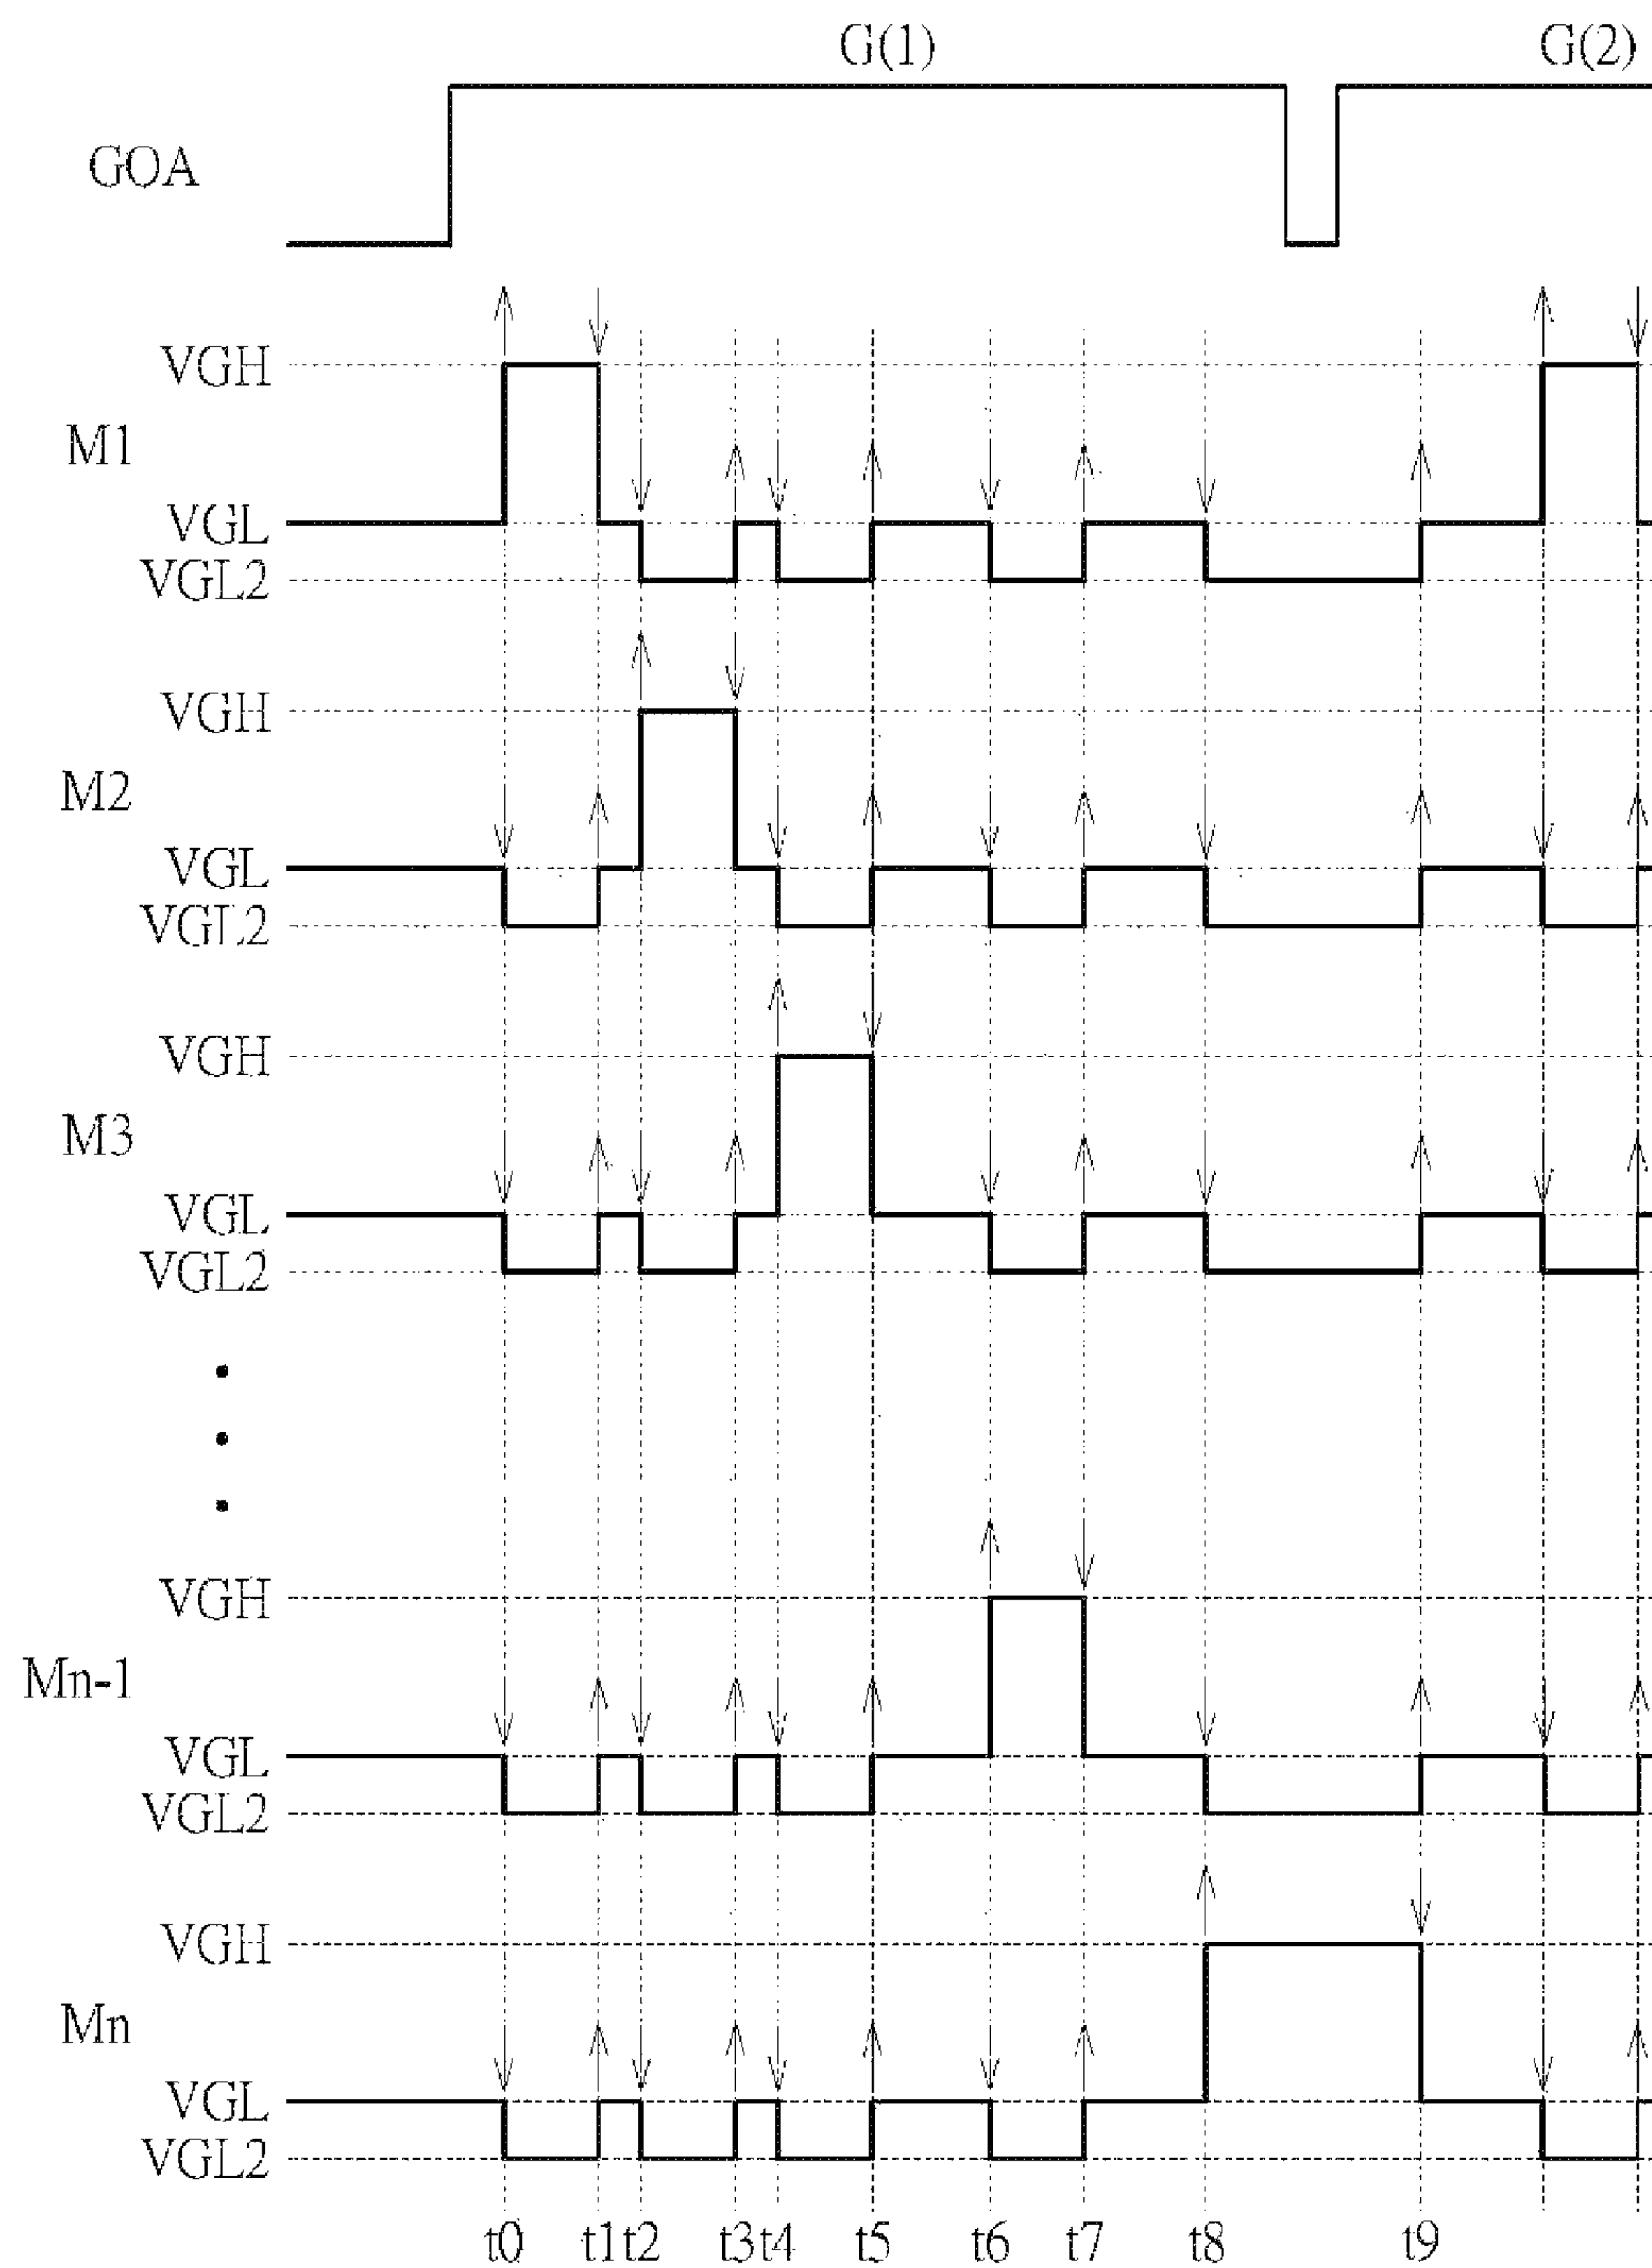 G(1) G(2)
GOA
VGH
M1
VGL
VGL2
VGH
M2
VGL
VGL2
VGH
M3
VGL
VGL2
VGH
Mn-1
VGL
VGL2
VGH
Mn
VGL
VGL2
t0 t1 t2 t3 t4 t5 t6 t7 t8 t9